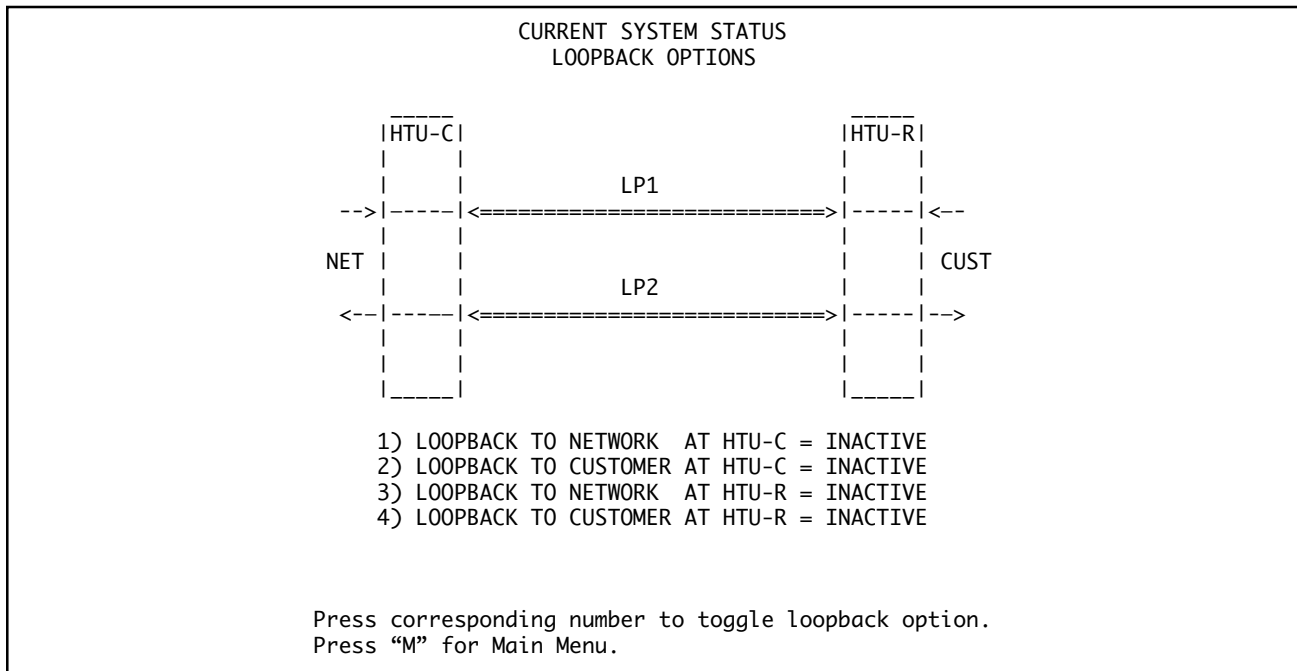 CURRENT SYSTEM STATUS
LOOPBACK OPTIONS
HTU-C HTU-R
LP1
NET CUST
LP2
1) LOOPBACK TO NETWORK AT HTU-C = INACTIVE
2) LOOPBACK TO CUSTOMER AT HTU-C = INACTIVE
3) LOOPBACK TO NETWORK AT HTU-R = INACTIVE
4) LOOPBACK TO CUSTOMER AT HTU-R = INACTIVE
Press corresponding number to toggle loopback option.
Press “M” for Main Menu.